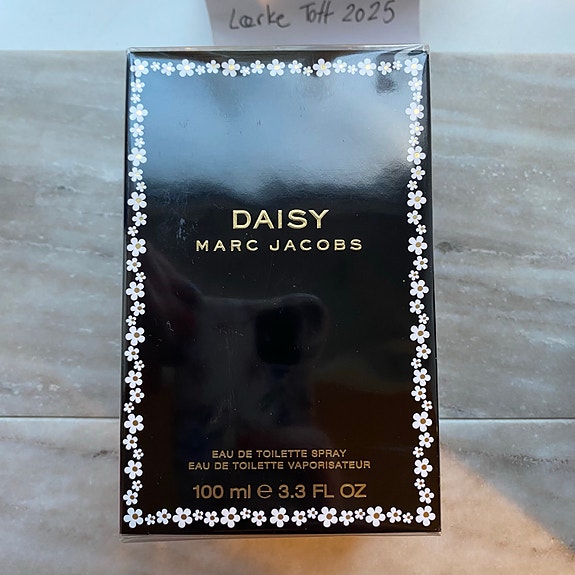 Lærke Toft 2025
DAISY
MARC JACOBS
EAU DE TOILETTE SPRAY
EAU DE TOILETTE VAPORISATEUR
100 ml ℮ 3.3 FL OZ